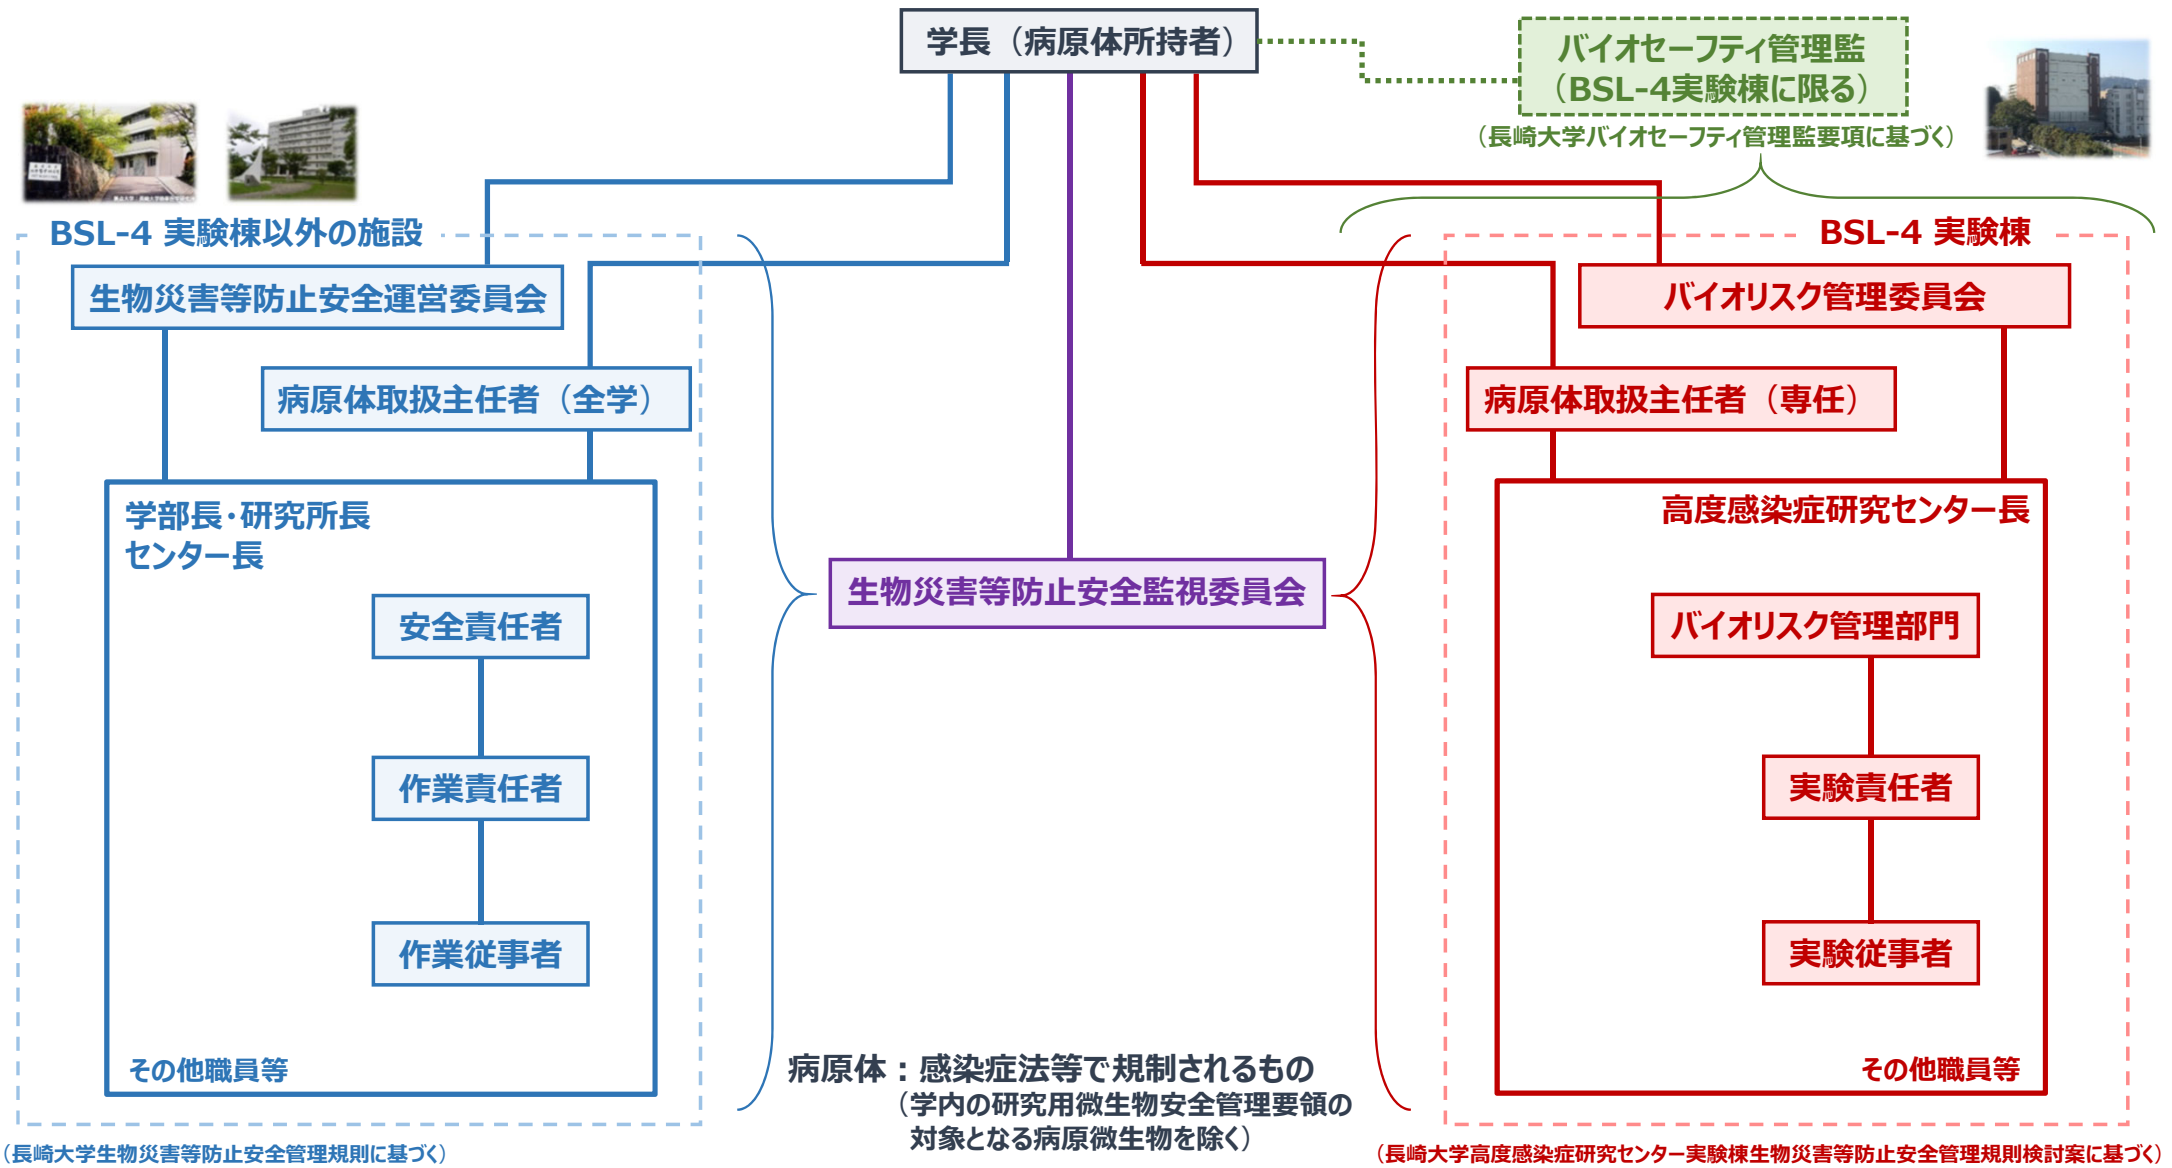 学長（病原体所持者）
バイオセーフティ管理監
（BSL-4実験棟に限る）
（長崎大学バイオセーフティ管理監要項に基づく）
BSL-4 実験棟以外の施設
生物災害等防止安全運営委員会
病原体取扱主任者（全学）
学部長・研究所長
センター長
安全責任者
作業責任者
作業従事者
その他職員等
（長崎大学生物災害等防止安全管理規則に基づく）
生物災害等防止安全監視委員会
病原体：感染症法等で規制されるもの
（学内の研究用微生物安全管理要領の
対象となる病原微生物を除く）
BSL-4 実験棟
バイオリスク管理委員会
病原体取扱主任者（専任）
高度感染症研究センター長
バイオリスク管理部門
実験責任者
実験従事者
その他職員等
（長崎大学高度感染症研究センター実験棟生物災害等防止安全管理規則検討案に基づく）